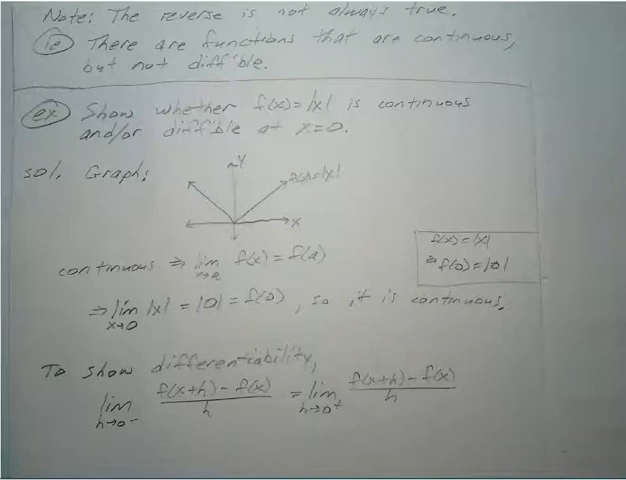 Note: The reverse is not always true.
ie There are functions that are continuous,
but not diff'ble.
ex Show whether f(x)=|x| is continuous
and/or diff'ble at x=0.
sol. Graph:
y
f(x)=|x|
x
continuous ⇒ lim x→a f(x) = f(a)
f(x)=|x|
⇒ f(0)=|0|
⇒ lim x→0 |x| = |0| = f(0), so it is continuous.
To show differentiability,
lim h→0⁻ f(x+h)-f(x) / h = lim h→0⁺ f(x+h)-f(x) / h